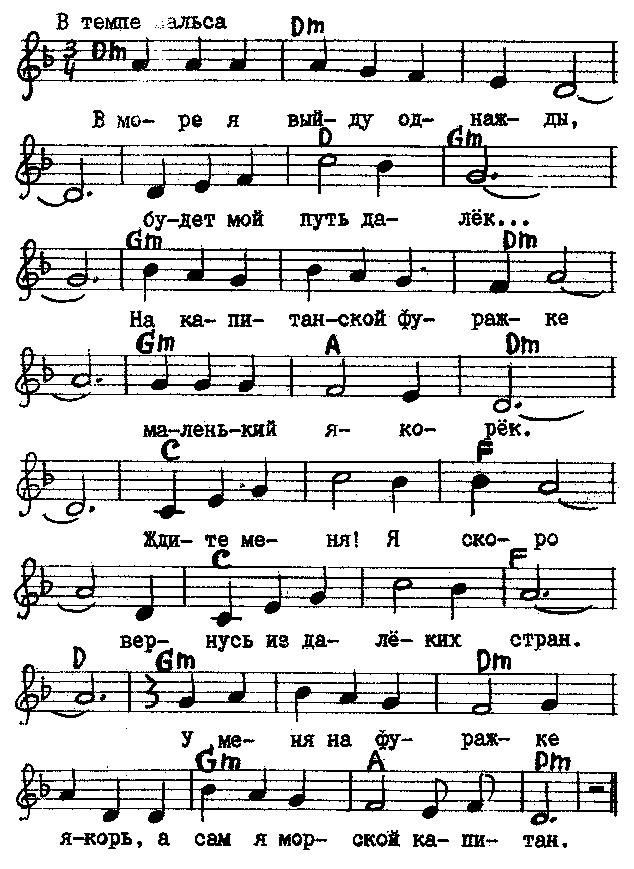 В темпе вальса
Dm
3
4
Dm
В мо- ре я вый- ду од- наж- ды,
D Gm
бу-дет мой путь да- лёк...
Gm Dm
На ка- пи- тан-ской фу- раж- ке
Gm A Dm
ма-лень-кий я- ко- рёк.
C F
Жди- те ме- ня! Я ско- ро
C F
вер- нусь из да- лё- ких стран.
D Gm Dm
У ме- ня на фу- раж- ке
Gm A Dm
я-корь, а сам я мор- ской ка- пи- тан.